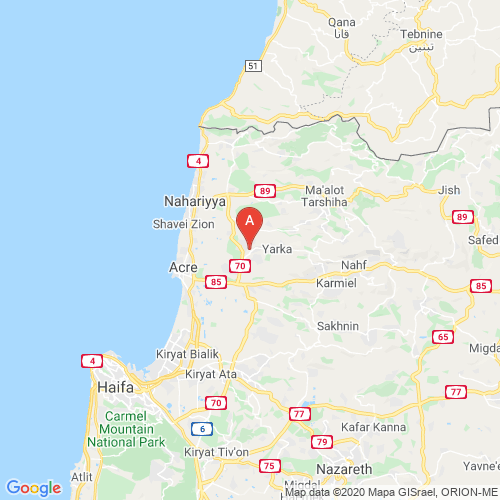 Qana
قانا
Tebnine
تبنين
51
4
Nahariyya
89
Ma'alot
Tarshiha
Jish
89
Shavei Zion
A
Safed
Yarka
Acre
70
85
Nahf
Karmiel
85
Sakhnin
65
Migda
Kiryat Bialik
4
Haifa
Kiryat Ata
77
70
77
Carmel
Mountain
National Park
6
Kafar Kanna
79
Kiryat Tiv'on
75
Nazareth
Yavne'e
Atlit
Migdal
Google
Map data ©2020 Mapa GISrael, ORION-ME